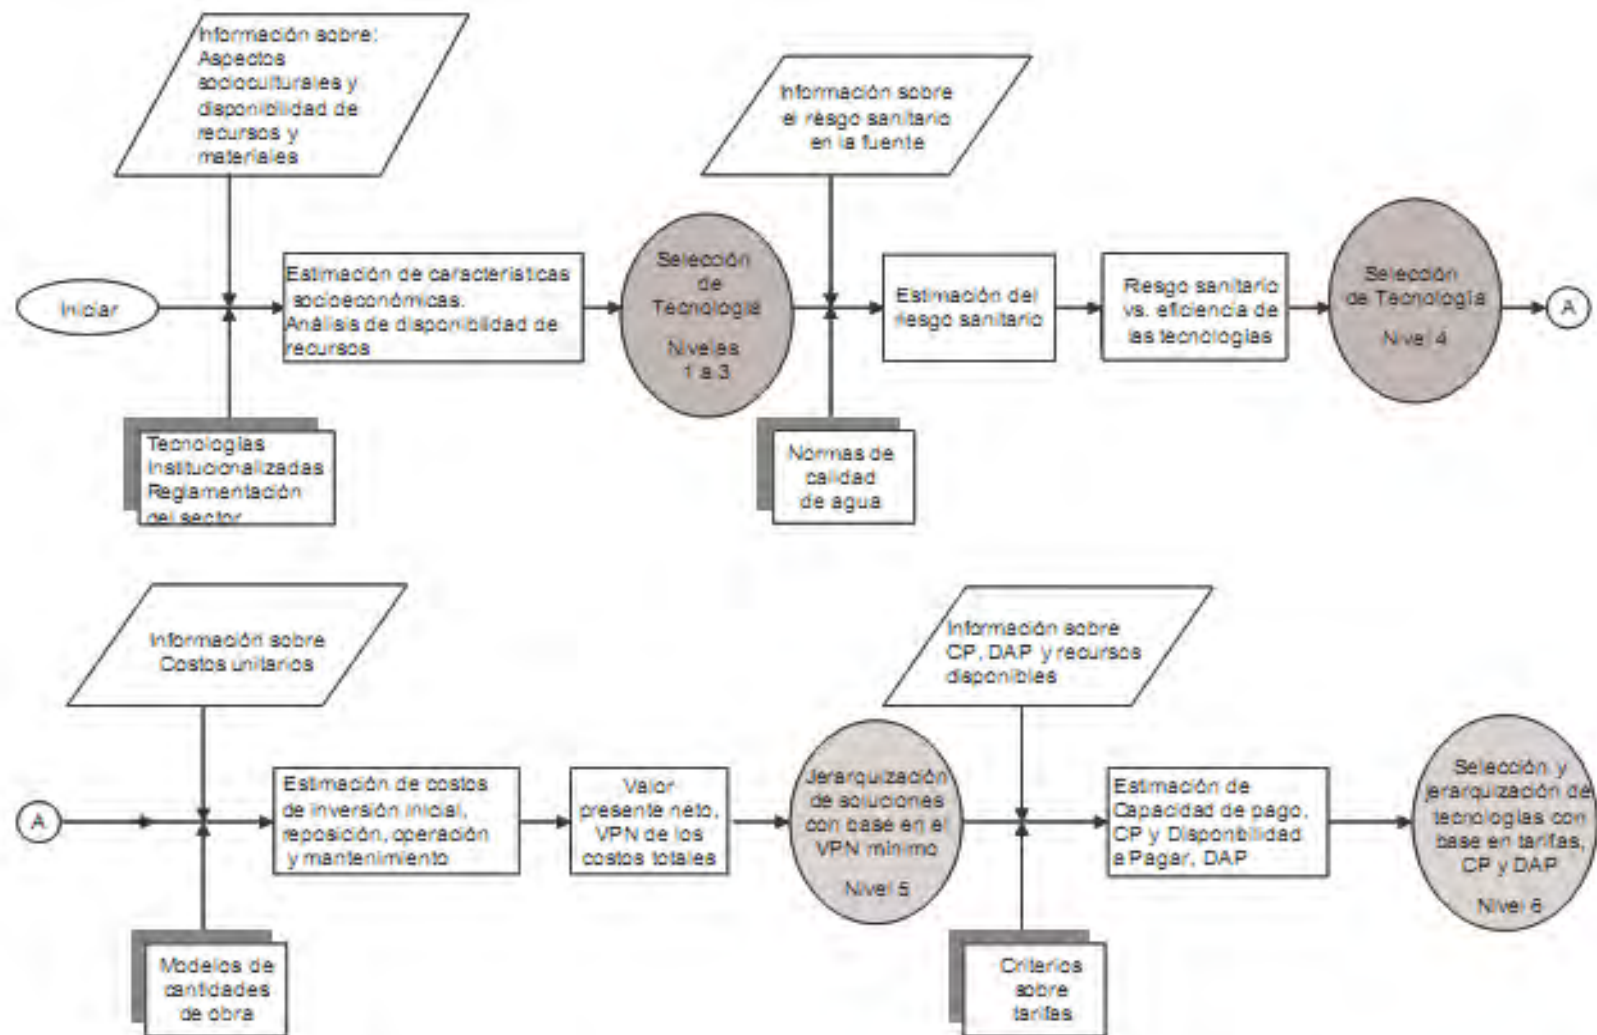 Información sobre:
Aspectos
socioculturales y
disponibilidad de
recursos y
materiales
Información sobre
el riesgo sanitario
en la fuente
Iniciar
Estimación de características
socioeconómicas.
Análisis de disponibilidad de
recursos
Selección
de
Tecnología
Niveles
1 a 3
Estimación del
riesgo sanitario
Riesgo sanitario
vs. eficiencia de
las tecnologías
Selección
de Tecnología
Nivel 4
A
Tecnologías
Institucionalizadas
Reglamentación
del sector
Normas de
calidad
de agua
Información sobre
Costos unitarios
Información sobre
CP, DAP y recursos
disponibles
A
Estimación de costos
de inversión inicial,
reposición, operación
y mantenimiento
Valor
presente neto,
VPN de los
costos totales
Jerarquización
de soluciones
con base en el
VPN mínimo
Nivel 5
Estimación de
Capacidad de pago,
CP y Disponibilidad
a Pagar, DAP
Selección y
jerarquización de
tecnologías con
base en tarifas,
CP y DAP
Nivel 6
Modelos de
cantidades
de obra
Criterios
sobre
tarifas